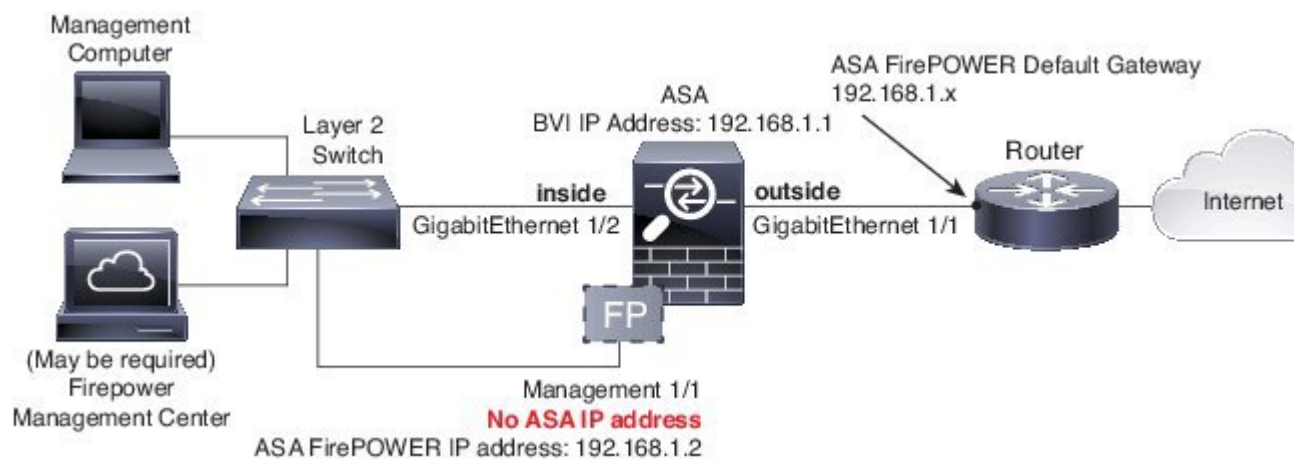 Management
Computer
Layer 2
Switch
(May be required)
Firepower
Management Center
ASA
BVI IP Address: 192.168.1.1
inside
GigabitEthernet 1/2
outside
GigabitEthernet 1/1
FP
Management 1/1
No ASA IP address
ASA FirePOWER IP address: 192.168.1.2
ASA FirePOWER Default Gateway
192.168.1.x
Router
Internet